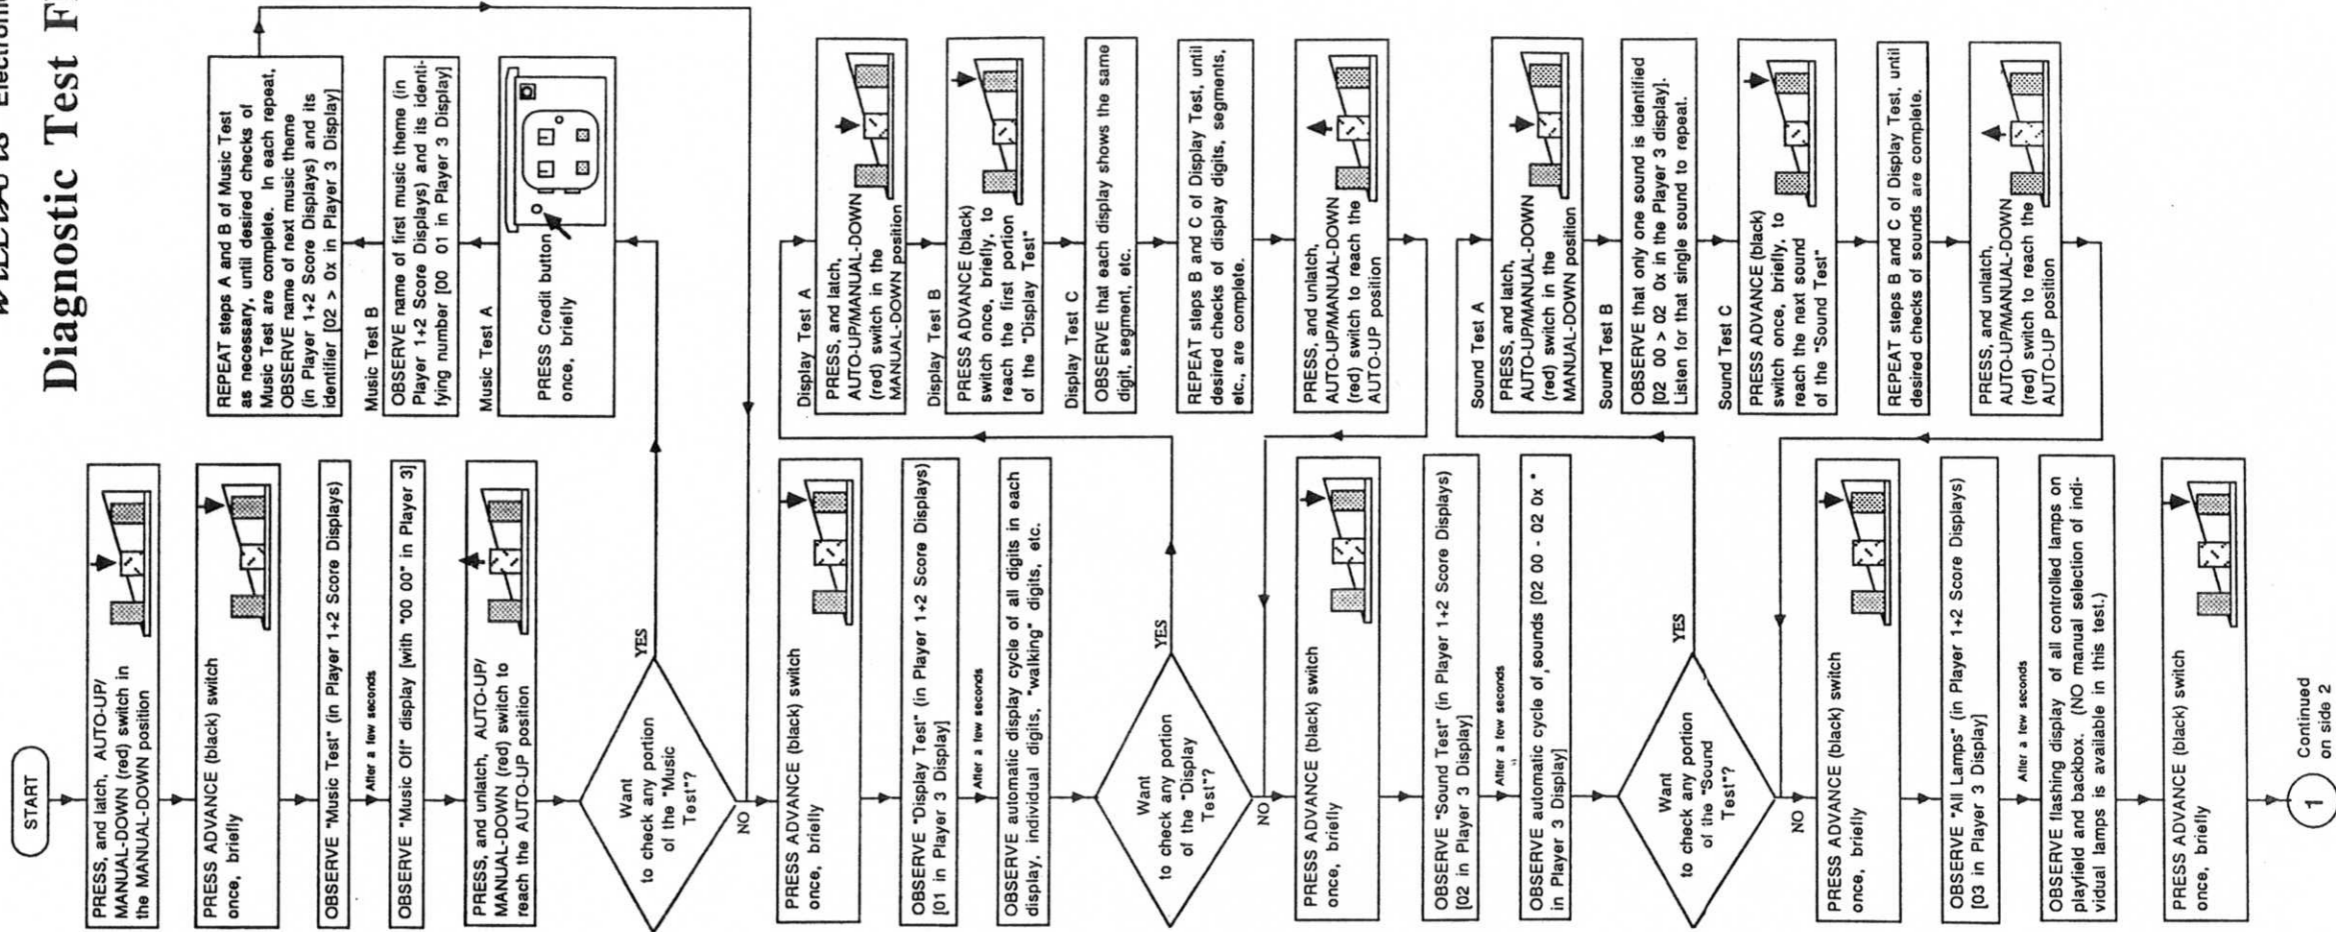 Electronic
Diagnostic Test F
START
PRESS, and latch, AUTO-UP/
MANUAL-DOWN (red) switch in
the MANUAL-DOWN position
PRESS ADVANCE (black) switch
once, briefly
OBSERVE "Music Test" (in Player 1+2 Score Displays)
After a few seconds
OBSERVE "Music Off" display [with "00 00" in Player 3]
PRESS, and unlatch, AUTO-UP/
MANUAL-DOWN (red) switch to
reach the AUTO-UP position
Want
to check any portion
of the "Music
Test"?
YES
NO
Music Test A
PRESS Credit button
once, briefly
Music Test B
OBSERVE name of first music theme (in
Player 1+2 Score Displays) and its identi-
fying number [00 01 in Player 3 Display]
REPEAT steps A and B of Music Test
as necessary, until desired checks of
Music Test are complete. In each repeat,
OBSERVE name of next music theme
(in Player 1+2 Score Displays) and its
identifier [02 > 0x in Player 3 Display]
PRESS ADVANCE (black) switch
once, briefly
OBSERVE "Display Test" (in Player 1+2 Score Displays)
[01 in Player 3 Display]
After a few seconds
OBSERVE automatic display cycle of all digits in each
display, individual digits, "walking" digits, etc.
Want
to check any portion
of the "Display
Test"?
YES
NO
Display Test A
PRESS, and latch,
AUTO-UP/MANUAL-DOWN
(red) switch in the
MANUAL-DOWN position
Display Test B
PRESS ADVANCE (black)
switch once, briefly, to
reach the first portion
of the "Display Test"
Display Test C
OBSERVE that each display shows the same
digit, segment, etc.
REPEAT steps B and C of Display Test, until
desired checks of display digits, segments,
etc., are complete.
PRESS, and unlatch,
AUTO-UP/MANUAL-DOWN
(red) switch to reach the
AUTO-UP position
PRESS ADVANCE (black) switch
once, briefly
OBSERVE "Sound Test" (in Player 1+2 Score Displays)
[02 in Player 3 Display]
After a few seconds
OBSERVE automatic cycle of sounds [02 00 - 02 0x "
in Player 3 Display]
Want
to check any portion
of the "Sound
Test"?
YES
NO
Sound Test A
PRESS, and latch,
AUTO-UP/MANUAL-DOWN
(red) switch in the
MANUAL-DOWN position
Sound Test B
OBSERVE that only one sound is identified
[02 00 > 02 0x in the Player 3 display].
Listen for that single sound to repeat.
Sound Test C
PRESS ADVANCE (black)
switch once, briefly, to
reach the next sound
of the "Sound Test"
REPEAT steps B and C of Display Test, until
desired checks of sounds are complete.
PRESS, and unlatch,
AUTO-UP/MANUAL-DOWN
(red) switch to reach the
AUTO-UP position
PRESS ADVANCE (black) switch
once, briefly
OBSERVE "All Lamps" (in Player 1+2 Score Displays)
[03 in Player 3 Display]
After a few seconds
OBSERVE flashing display of all controlled lamps on
playfield and backbox. (NO manual selection of indi-
vidual lamps is available in this test.)
PRESS ADVANCE (black) switch
once, briefly
1
Continued
on side 2